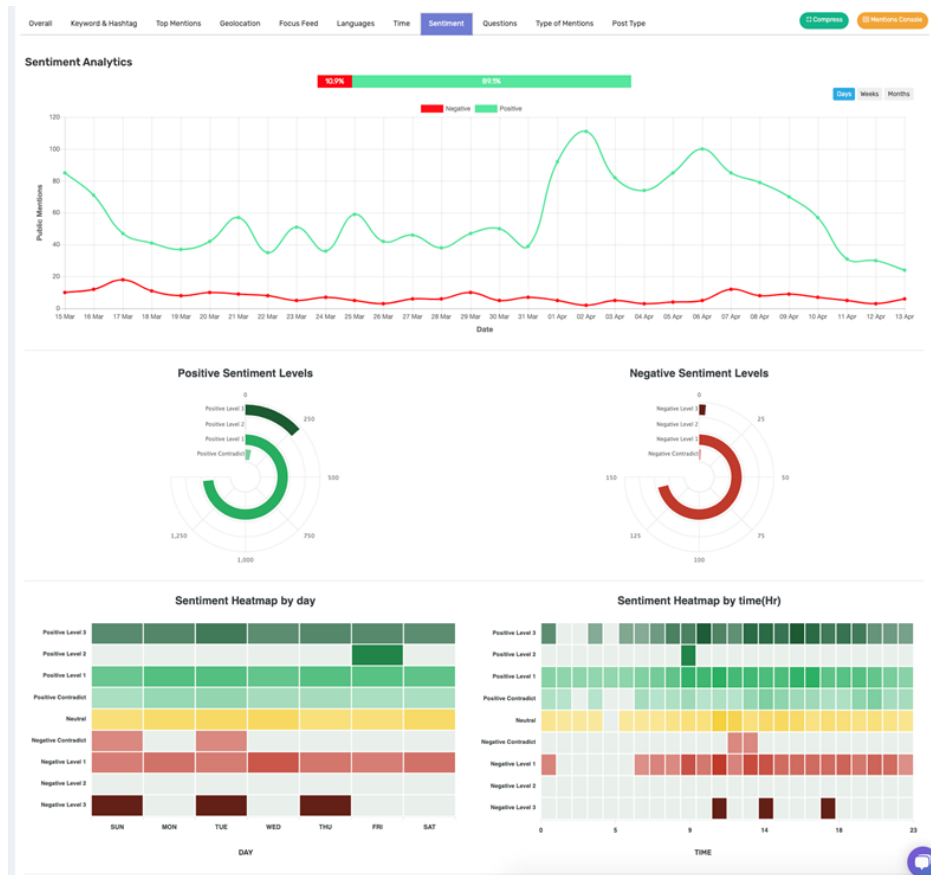 Overall Keyword & Hashtag Top Mentions Geolocation Focus Feed Languages Time Sentiment Questions Type of Mentions Post Type Compress Mentions Console
Sentiment Analytics
10.9% 89.1%
Days Weeks Months
Negative Positive
120
100
80
60
40
20
0
Public Mentions
15 Mar 16 Mar 17 Mar 18 Mar 19 Mar 20 Mar 21 Mar 22 Mar 23 Mar 24 Mar 25 Mar 26 Mar 27 Mar 28 Mar 29 Mar 30 Mar 31 Mar 01 Apr 02 Apr 03 Apr 04 Apr 05 Apr 06 Apr 07 Apr 08 Apr 09 Apr 10 Apr 11 Apr 12 Apr 13 Apr
Date
Positive Sentiment Levels
0
Positive Level 3
250
Positive Level 2
Positive Level 1
Positive Contradict
500
1,250
750
1,000
Negative Sentiment Levels
0
Negative Level 3
25
Negative Level 2
Negative Level 1
Negative Contradict
150
50
125
75
100
Sentiment Heatmap by day
Positive Level 3
Positive Level 2
Positive Level 1
Positive Contradict
Neutral
Negative Contradict
Negative Level 1
Negative Level 2
Negative Level 3
SUN MON TUE WED THU FRI SAT
DAY
Sentiment Heatmap by time(Hr)
Positive Level 3
Positive Level 2
Positive Level 1
Positive Contradict
Neutral
Negative Contradict
Negative Level 1
Negative Level 2
Negative Level 3
0 5 9 14 18 23
TIME